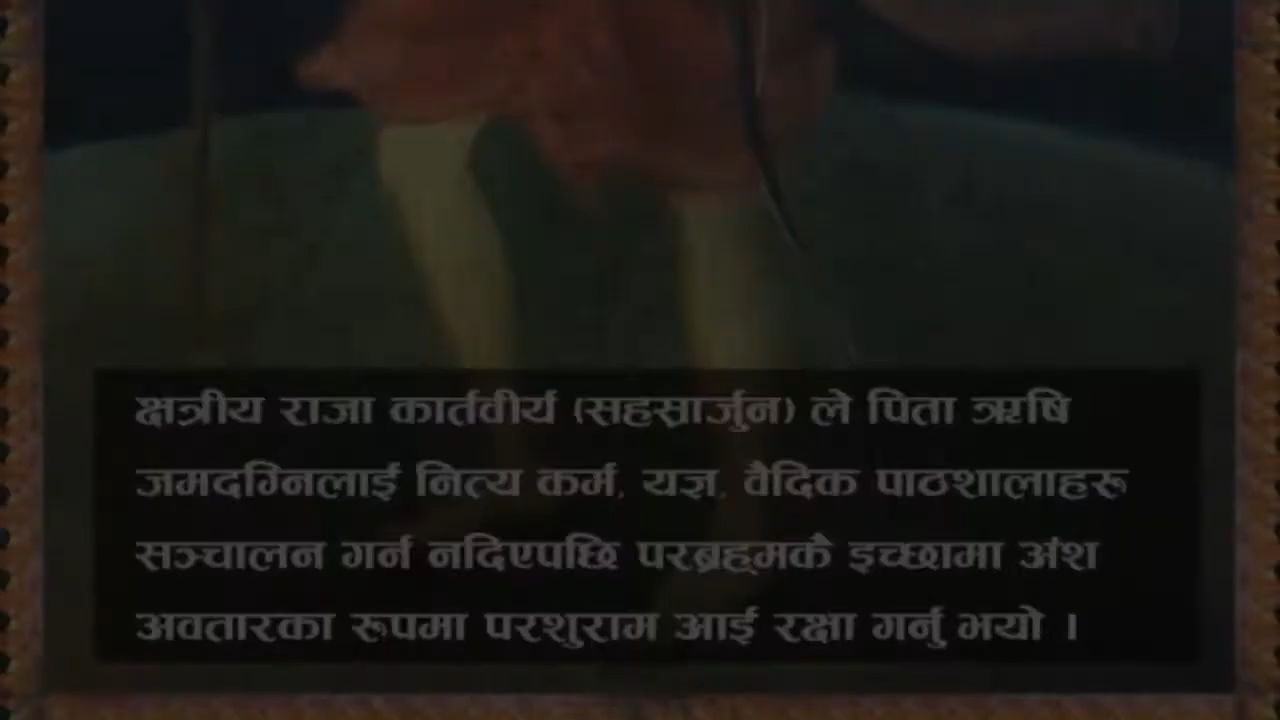 क्षत्रीय राजा कार्तवीर्य (सहस्रार्जुन) ले पिता ऋषि
जमदग्निलाई नित्य कर्म, यज्ञ, वैदिक पाठशालाहरू
सञ्चालन गर्न नदिएपछि परब्रह्मकै इच्छामा अंश
अवतारका रूपमा परशुराम आई रक्षा गर्नु भयो ।